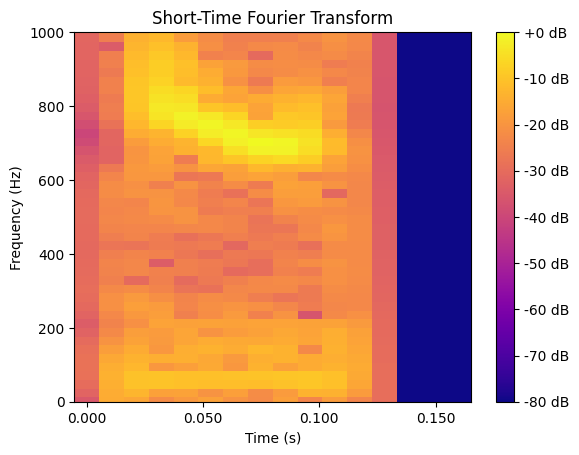 Short-Time Fourier Transform
1000
800
600
400
200
0
Frequency (Hz)
0.000
0.050
0.100
0.150
Time (s)
+0 dB
-10 dB
-20 dB
-30 dB
-40 dB
-50 dB
-60 dB
-70 dB
-80 dB